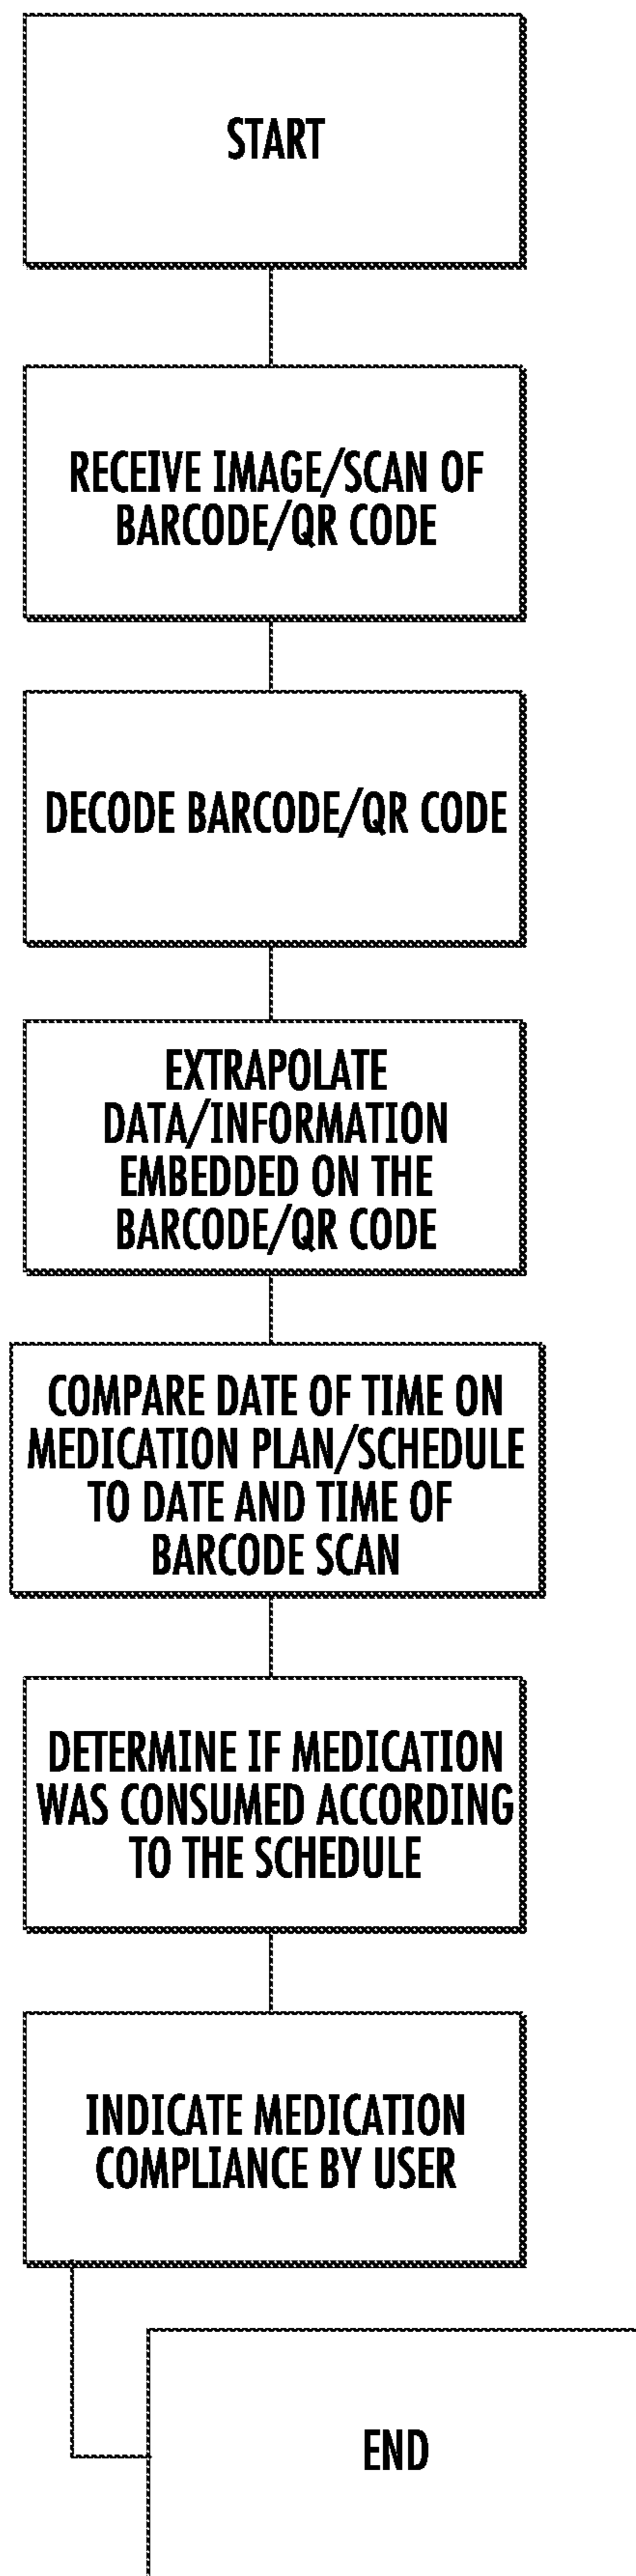 START
RECEIVE IMAGE/SCAN OF
BARCODE/QR CODE
DECODE BARCODE/QR CODE
EXTRAPOLATE
DATA/INFORMATION
EMBEDDED ON THE
BARCODE/QR CODE
COMPARE DATE OF TIME ON
MEDICATION PLAN/SCHEDULE
TO DATE AND TIME OF
BARCODE SCAN
DETERMINE IF MEDICATION
WAS CONSUMED ACCORDING
TO THE SCHEDULE
INDICATE MEDICATION
COMPLIANCE BY USER
END